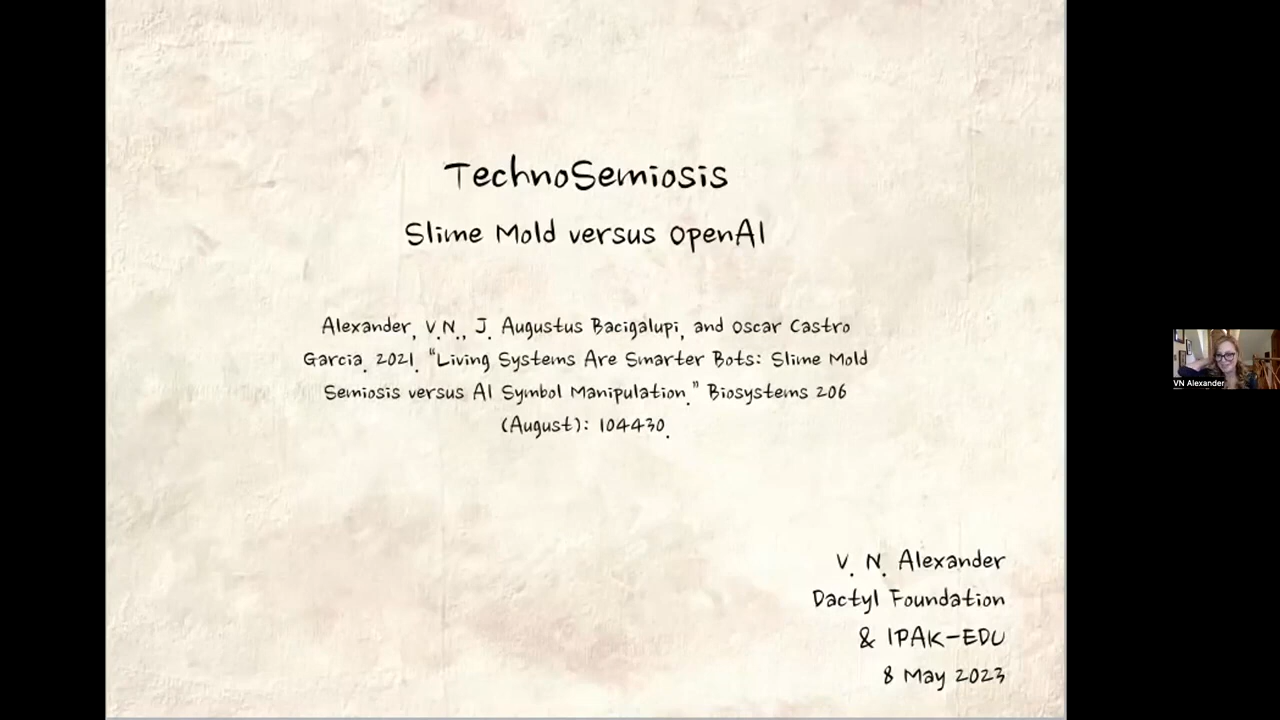 TechnoSemiosis
Slime Mold versus OpenAI
Alexander, V.N., J. Augustus Bacigalupi, and Oscar Castro
Garcia. 2021. "Living Systems Are Smarter Bots: Slime Mold
Semiosis versus AI Symbol Manipulation." Biosystems 206
(August): 104430.
V. N. Alexander
Dactyl Foundation
& IPAK-EDU
8 May 2023
VN Alexander